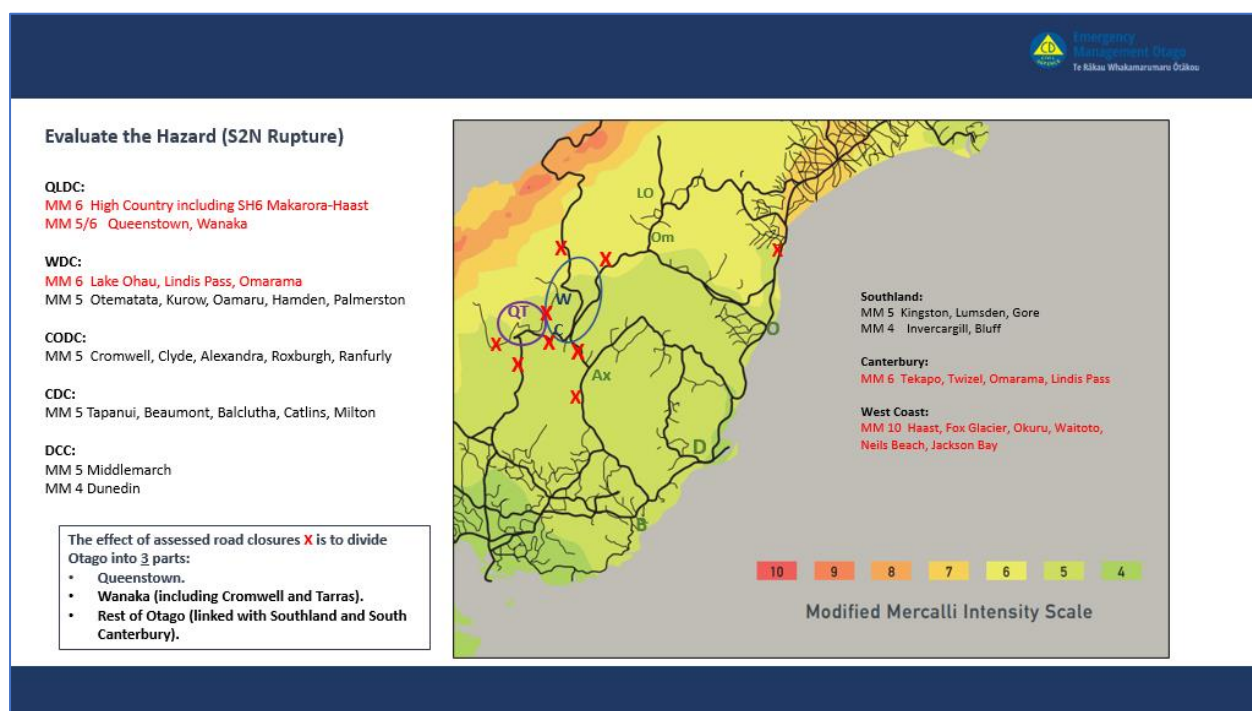 Emergency
Management Otago
Te Rākau Whakamarumaru Ōtākou
CD
CIVIL DEFENCE
Evaluate the Hazard (S2N Rupture)
QLDC:
MM 6 High Country including SH6 Makarora-Haast
MM 5/6 Queenstown, Wanaka
WDC:
MM 6 Lake Ohau, Lindis Pass, Omarama
MM 5 Otematata, Kurow, Oamaru, Hamden, Palmerston
CODC:
MM 5 Cromwell, Clyde, Alexandra, Roxburgh, Ranfurly
CDC:
MM 5 Tapanui, Beaumont, Balclutha, Catlins, Milton
DCC:
MM 5 Middlemarch
MM 4 Dunedin
The effect of assessed road closures X is to divide
Otago into 3 parts:
• Queenstown.
• Wanaka (including Cromwell and Tarras).
• Rest of Otago (linked with Southland and South
Canterbury).
LO
Om
X
X
X
W
QT
X
C
X
X
X
X
X
O
Ax
D
B
Southland:
MM 5 Kingston, Lumsden, Gore
MM 4 Invercargill, Bluff
Canterbury:
MM 6 Tekapo, Twizel, Omarama, Lindis Pass
West Coast:
MM 10 Haast, Fox Glacier, Okuru, Waitoto,
Neils Beach, Jackson Bay
10 9 8 7 6 5 4
Modified Mercalli Intensity Scale